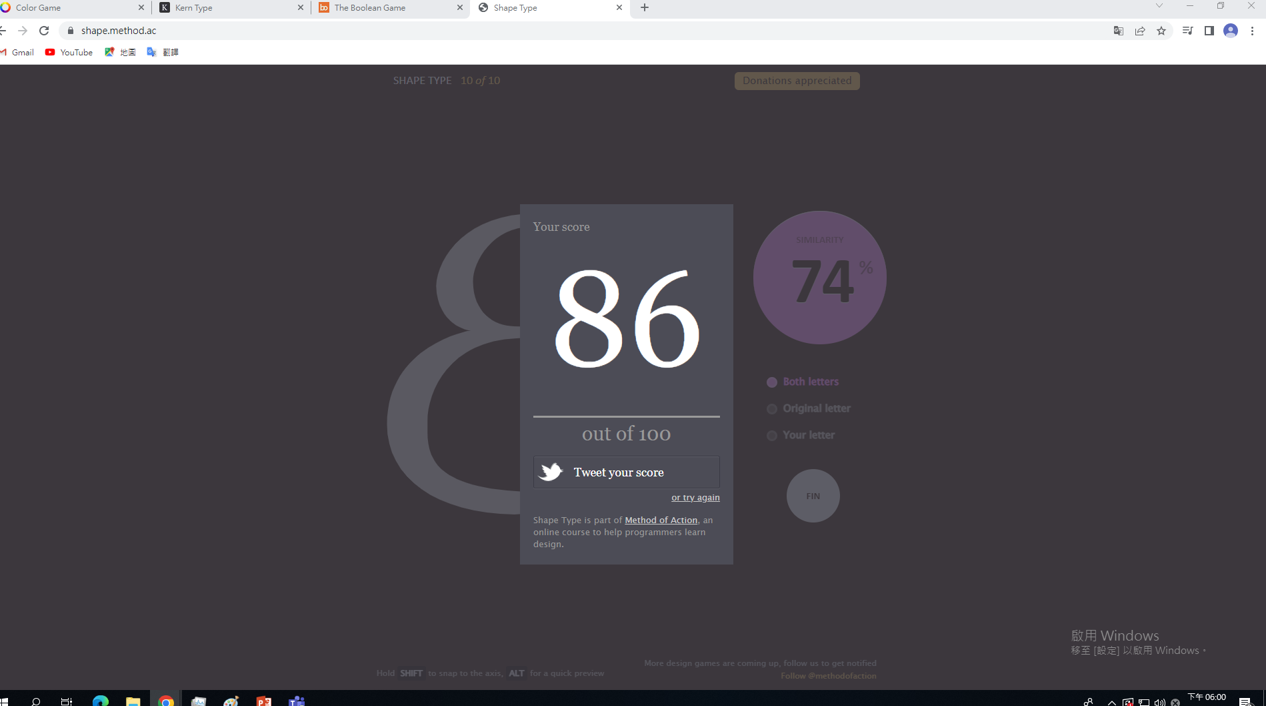 Color Game
Kern Type
The Boolean Game
Shape Type
shape.method.ac
Gmail
YouTube
地圖
翻譯
SHAPE TYPE 10 of 10
Donations appreciated
Your score
86
out of 100
Tweet your score
or try again
Shape Type is part of Method of Action, an
online course to help programmers learn
design.
SIMILARITY
74%
Both letters
Original letter
Your letter
FIN
啟用 Windows
移至 [設定] 以啟用 Windows。
Hold SHIFT to snap to the axis, ALT for a quick preview
More design games are coming up, follow us to get notified
Follow @methodofaction
下午 06:00